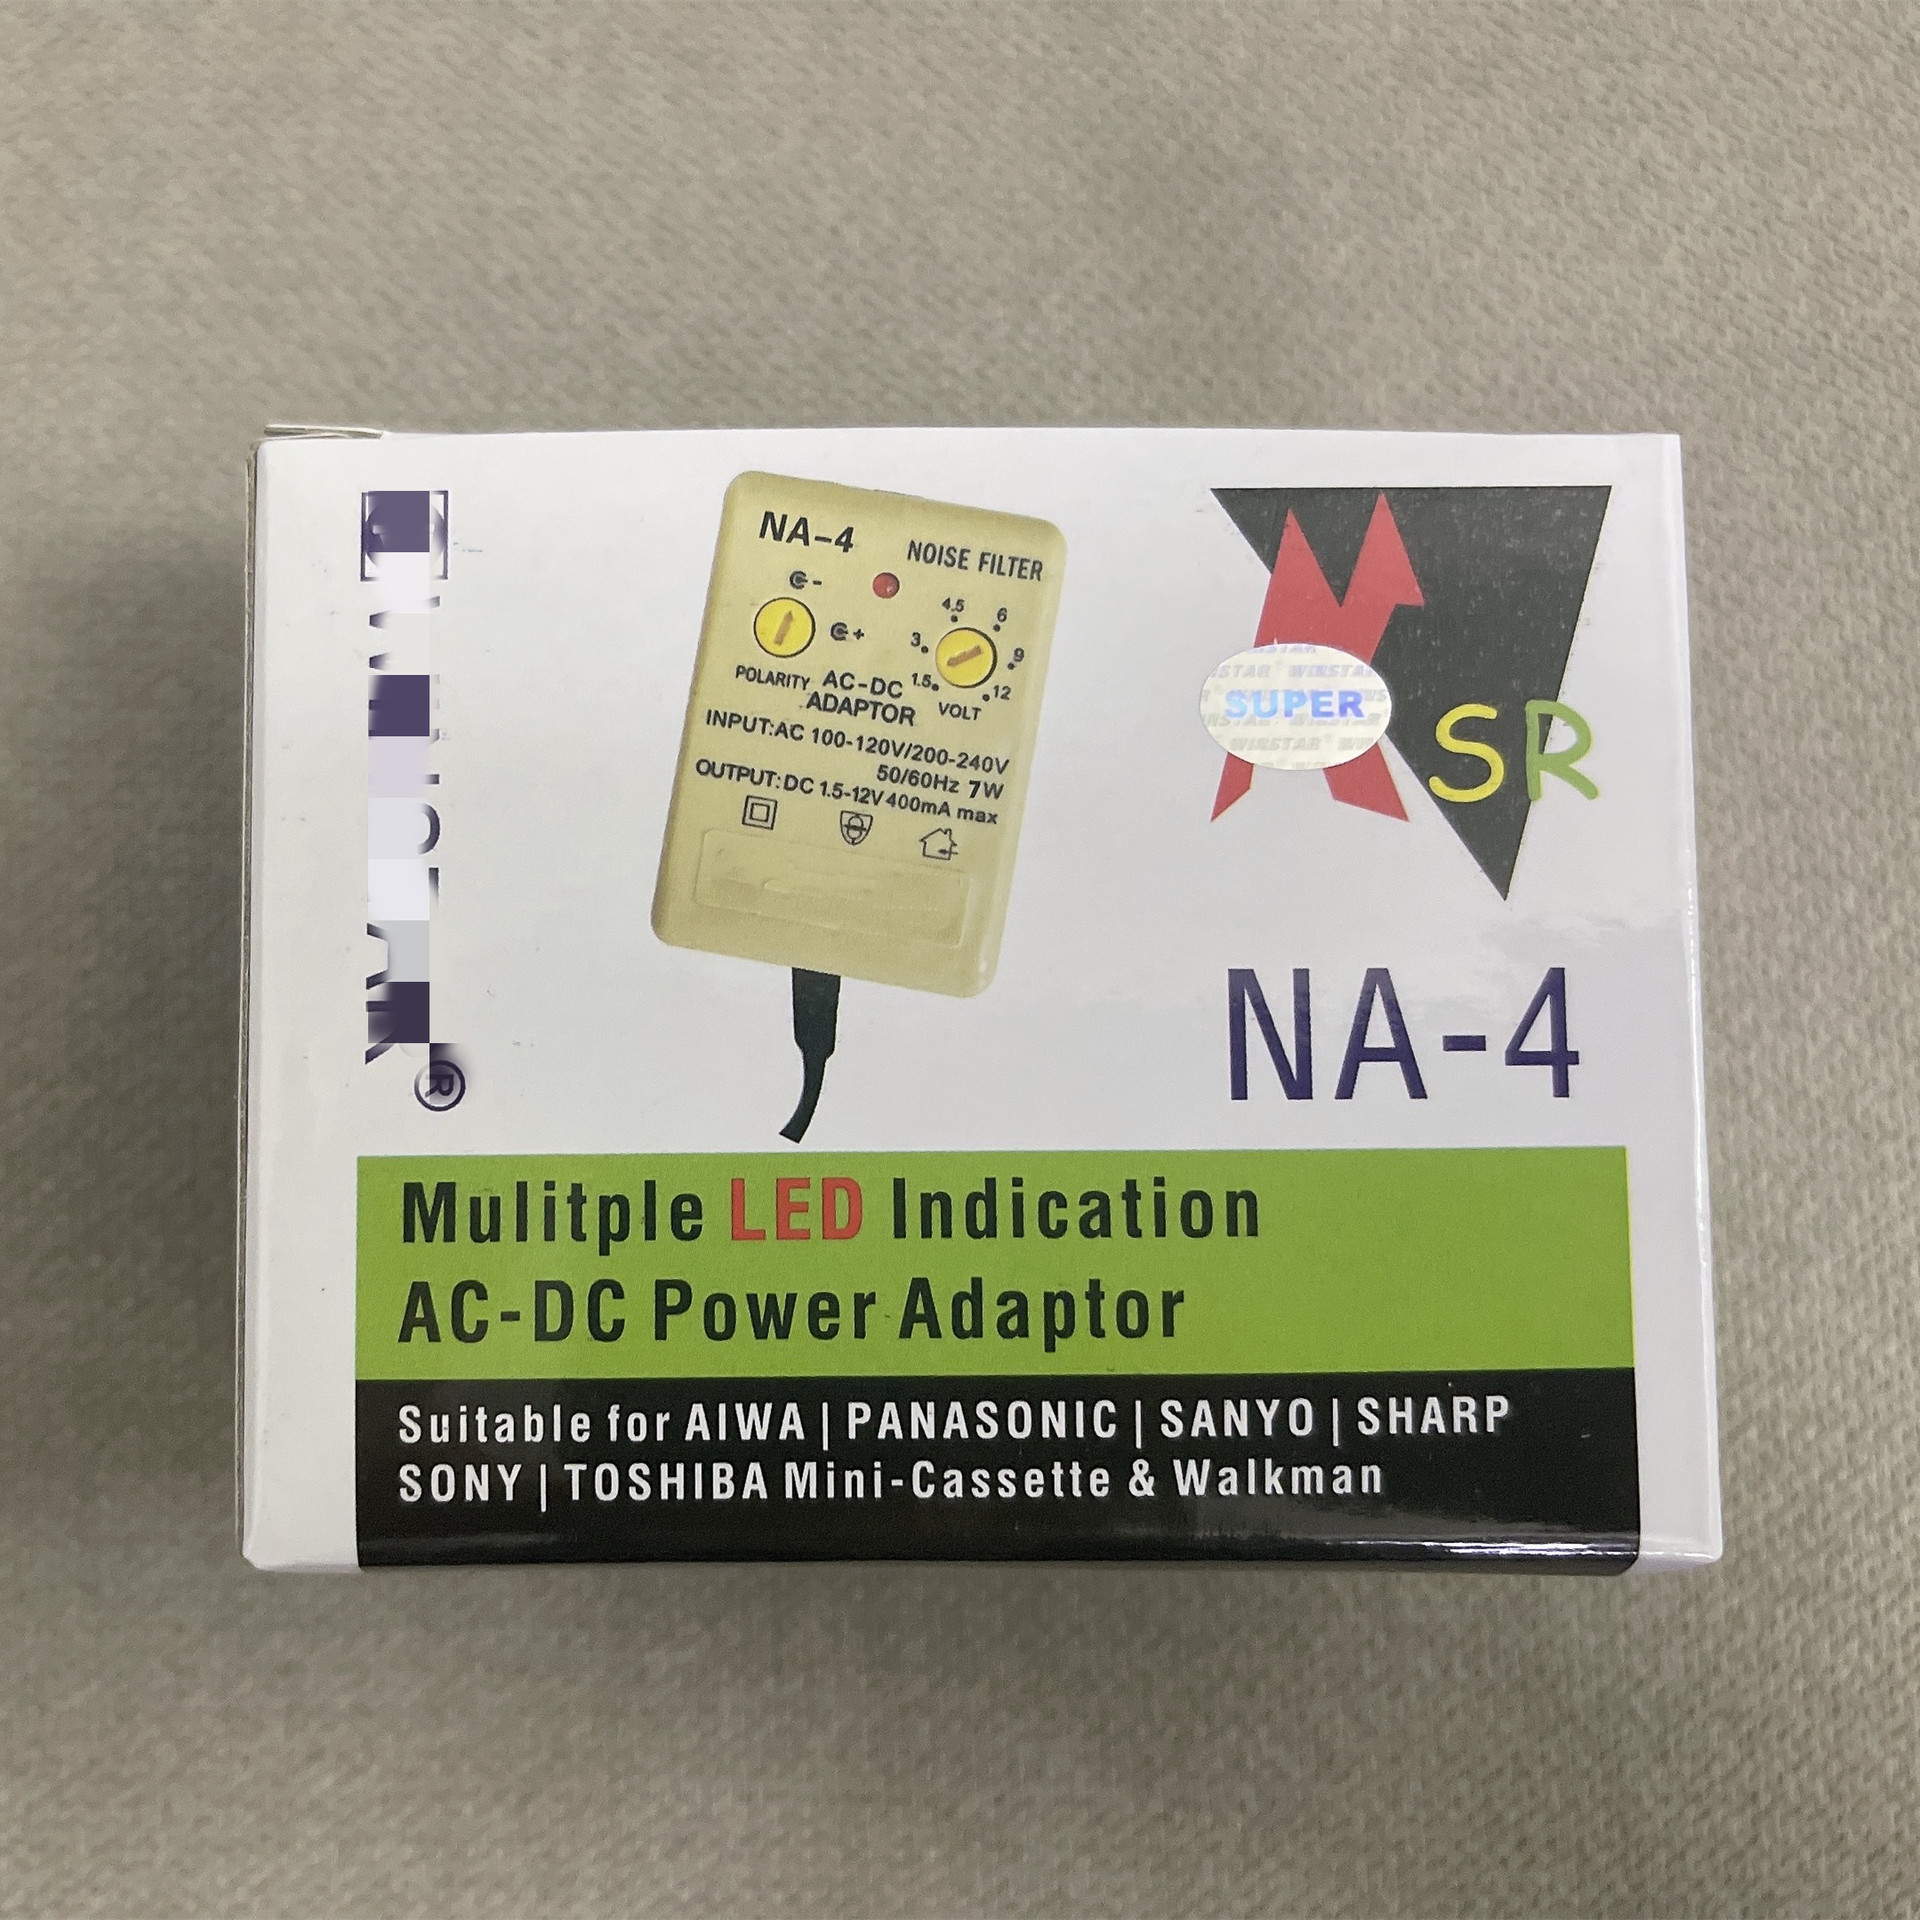 NA-4
NOISE FILTER
-
+
4.5
6
3
9
1.5
12
POLARITY
VOLT
AC-DC
ADAPTOR
INPUT:AC 100-120V/200-240V
50/60Hz 7W
OUTPUT:DC 1.5-12V 400mA max
®
WINSTAR
SUPER
SR
NA-4
Mulitple LED Indication
AC-DC Power Adaptor
Suitable for AIWA | PANASONIC | SANYO | SHARP
SONY | TOSHIBA Mini-Cassette & Walkman